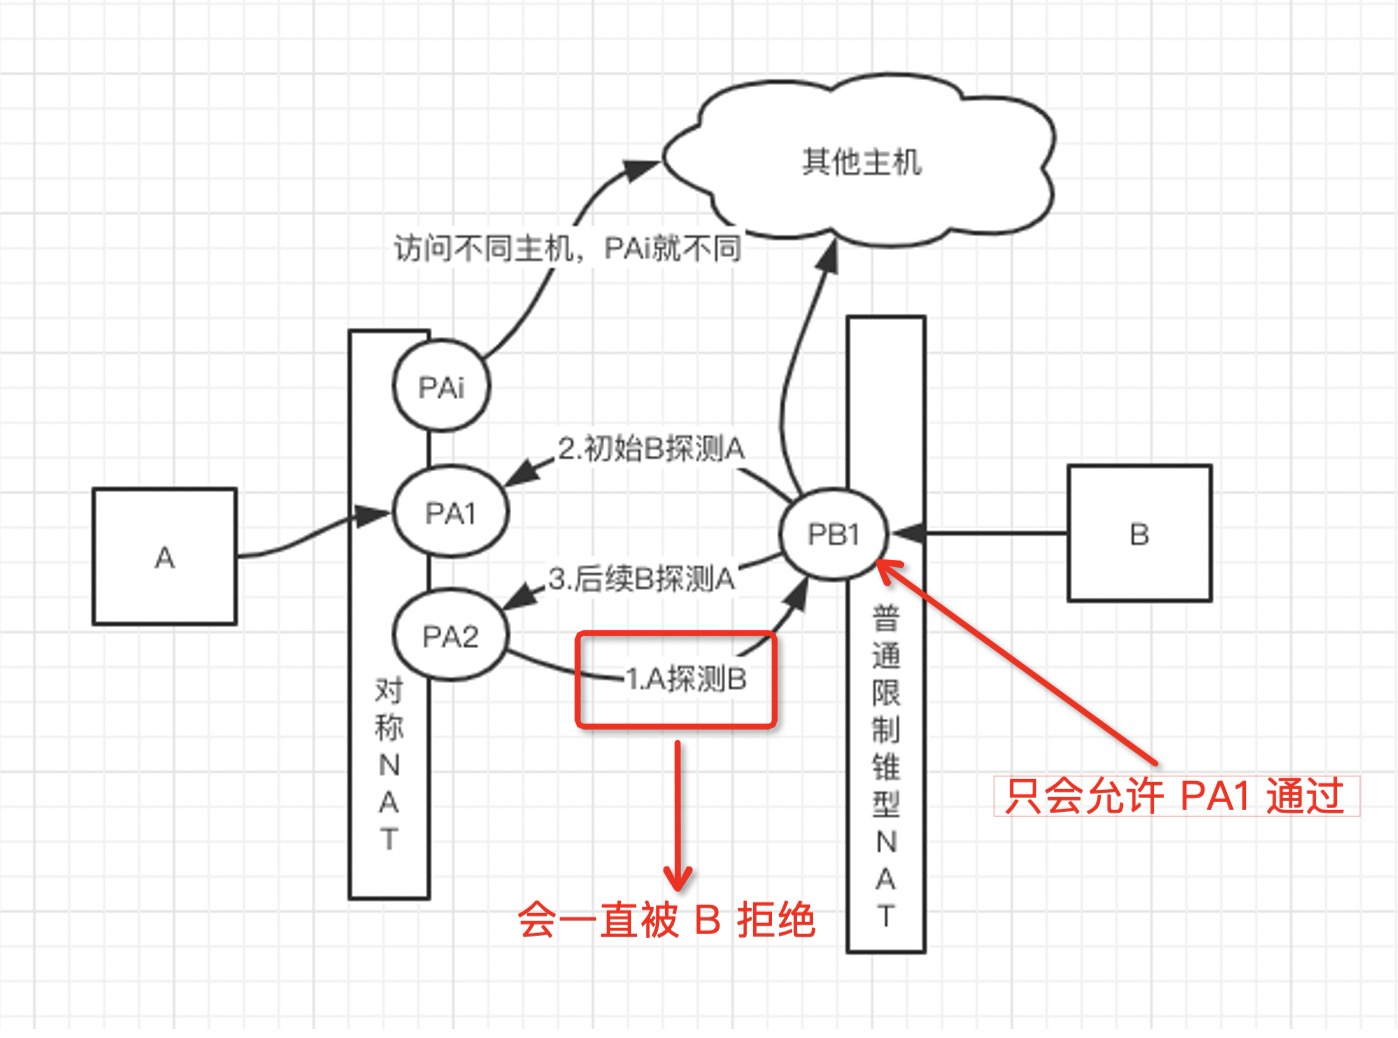 其他主机
访问不同主机，PAi就不同
PAi
2.初始B探测A
PA1
A
PB1
B
3.后续B探测A
PA2
1.A探测B
对称NAT
普通限制锥型NAT
只会允许 PA1 通过
会一直被 B 拒绝